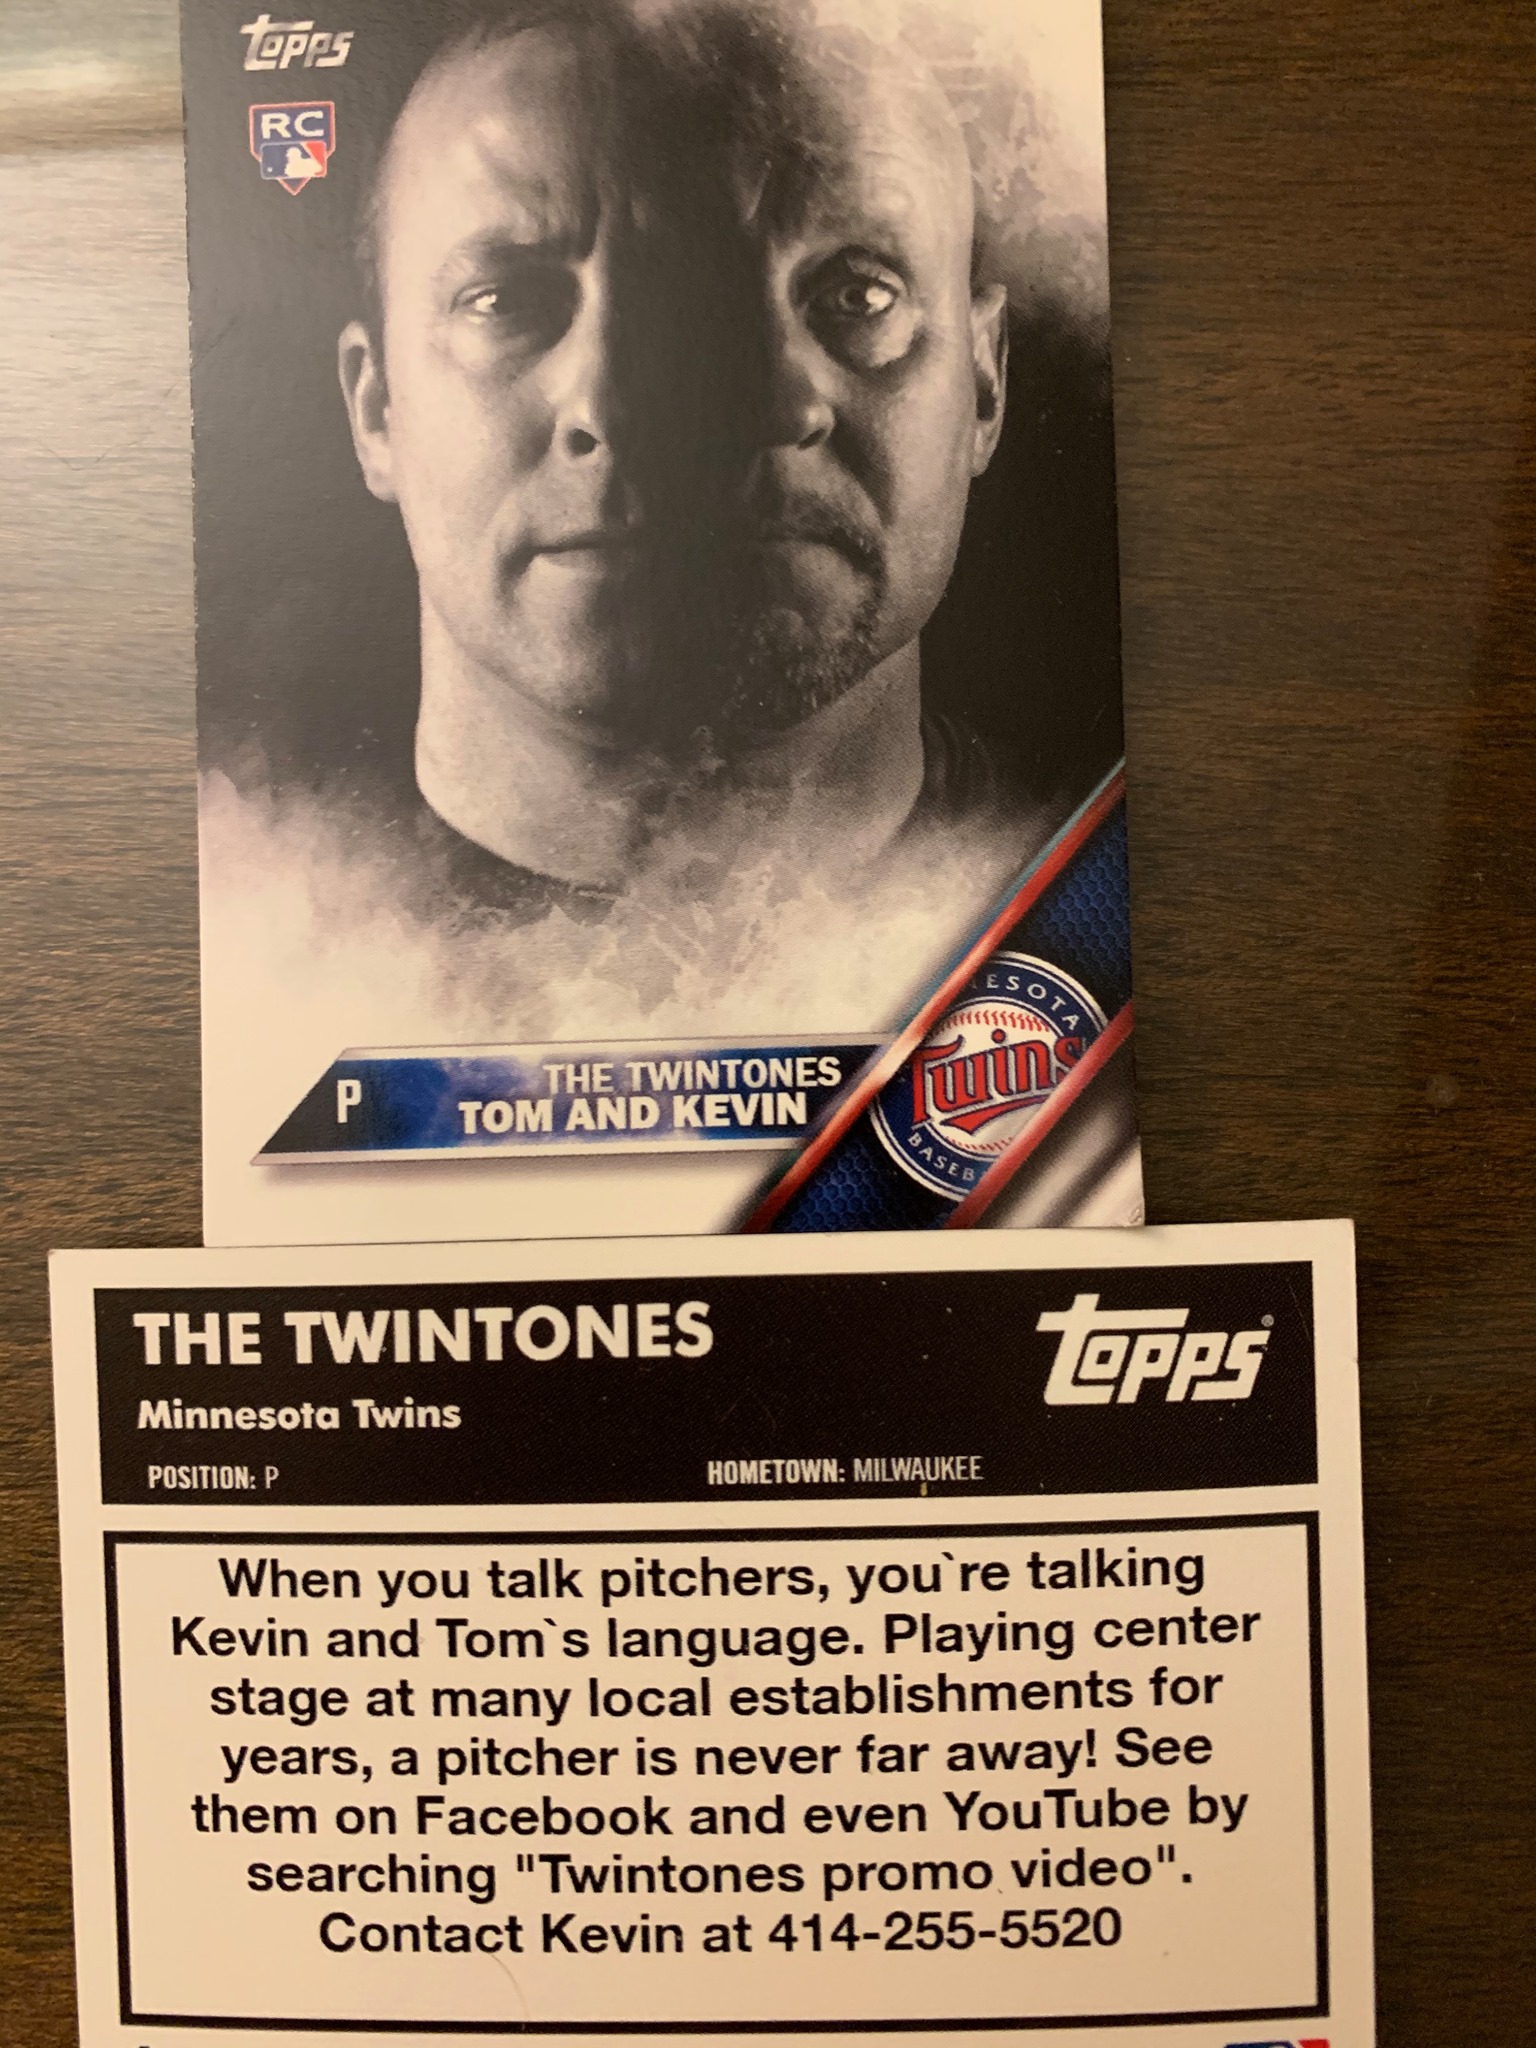 Topps
RC
THE TWINTONES
P
TOM AND KEVIN
ESOTA
Twins
BASEB
THE TWINTONES
Topps®
Minnesota Twins
POSITION: P
HOMETOWN: MILWAUKEE
When you talk pitchers, you`re talking
Kevin and Tom`s language. Playing center
stage at many local establishments for
years, a pitcher is never far away! See
them on Facebook and even YouTube by
searching "Twintones promo video".
Contact Kevin at 414-255-5520